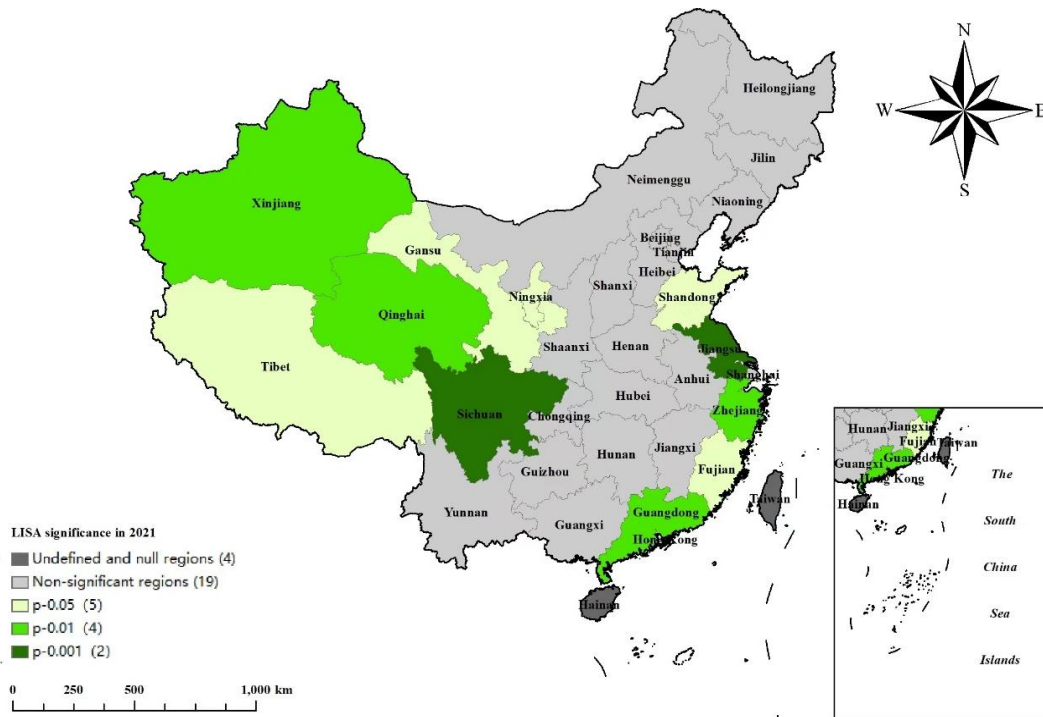 N
W
E
S
Heilongjiang
Jilin
Neimenggu
Niaoning
Xinjiang
Beijing
Tianjin
Gansu
Heibei
Shanxi
Ningxia
Shandong
Qinghai
Shaanxi
Henan
Jiangsu
Tibet
Anhui
Shanghai
Hubei
Sichuan
Chongqing
Zhejiang
Hunan
Jiangxi
Guizhou
Fujian
Yunnan
Guangxi
Guangdong
Taiwan
Hong Kong
Hainan
LISA significance in 2021
Undefined and null regions (4)
Non-significant regions (19)
p-0.05 (5)
p-0.01 (4)
p-0.001 (2)
0 250 500 1,000 km
Hunan
Jiangxi
Fujian
Taiwan
Guangxi
Guangdong
Hong Kong
Hainan
The
South
China
Sea
Islands